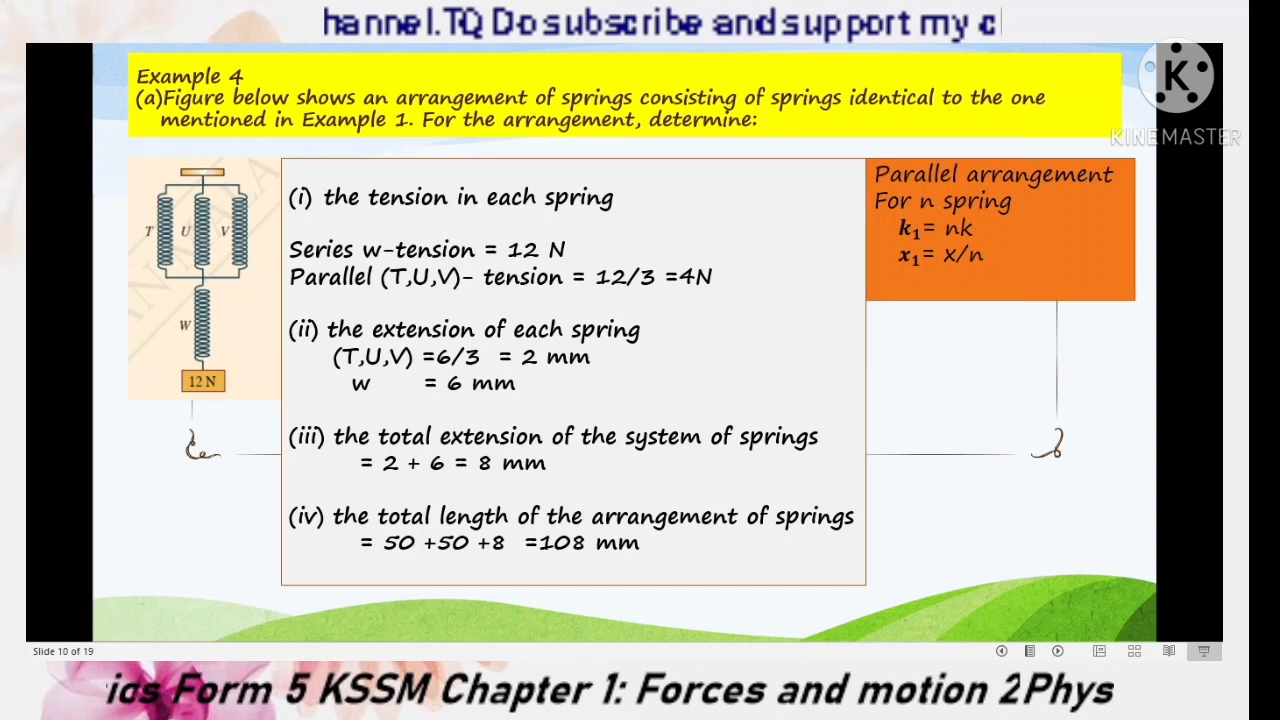 hannel.TQ Do subscribe and support my c
Example 4
(a)Figure below shows an arrangement of springs consisting of springs identical to the one
mentioned in Example 1. For the arrangement, determine:
K
KINEMASTER
T U V
W
12 N
(i) the tension in each spring
Series w-tension = 12 N
Parallel (T,U,V)- tension = 12/3 =4N
(ii) the extension of each spring
(T,U,V) =6/3 = 2 mm
w = 6 mm
(iii) the total extension of the system of springs
= 2 + 6 = 8 mm
(iv) the total length of the arrangement of springs
= 50 +50 +8 =108 mm
Parallel arrangement
For n spring
k₁= nk
x₁= x/n
Slide 10 of 19
ics Form 5 KSSM Chapter 1: Forces and motion 2Phys